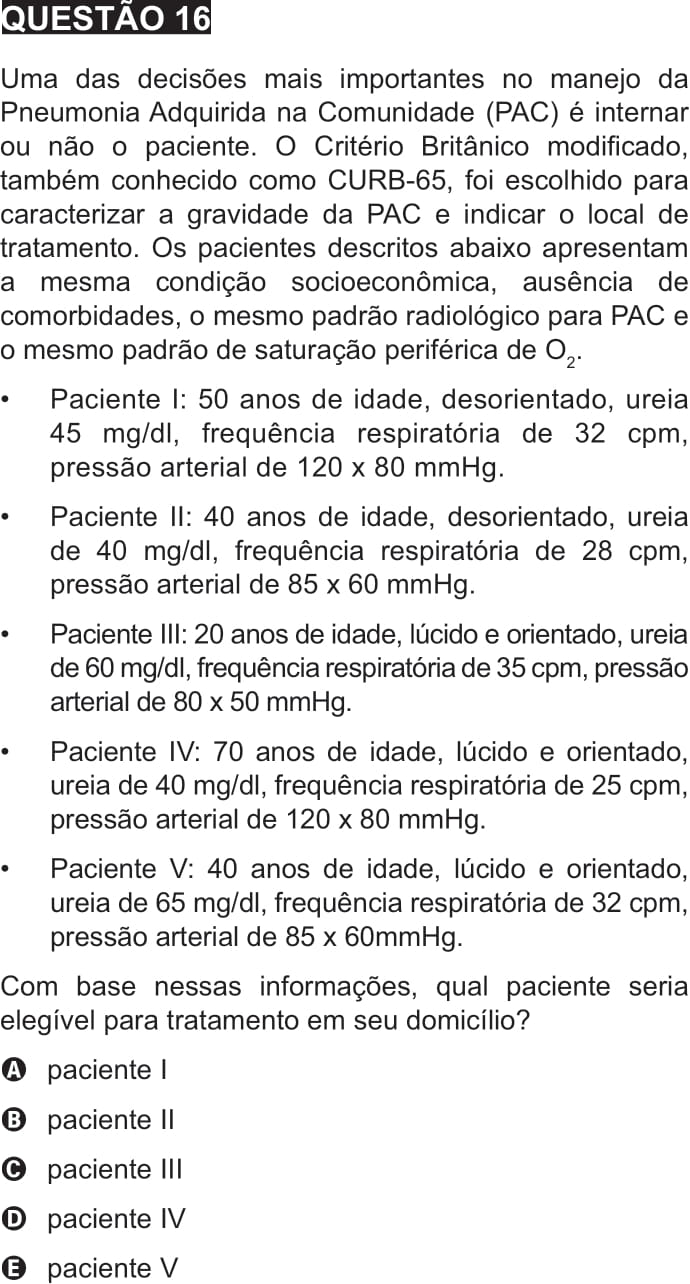 QUESTÃO 16
Uma das decisões mais importantes no manejo da
Pneumonia Adquirida na Comunidade (PAC) é internar
ou não o paciente. O Critério Britânico modificado,
também conhecido como CURB-65, foi escolhido para
caracterizar a gravidade da PAC e indicar o local de
tratamento. Os pacientes descritos abaixo apresentam
a mesma condição socioeconômica, ausência de
comorbidades, o mesmo padrão radiológico para PAC e
o mesmo padrão de saturação periférica de O₂.
• Paciente I: 50 anos de idade, desorientado, ureia
45 mg/dl, frequência respiratória de 32 cpm,
pressão arterial de 120 x 80 mmHg.
• Paciente II: 40 anos de idade, desorientado, ureia
de 40 mg/dl, frequência respiratória de 28 cpm,
pressão arterial de 85 x 60 mmHg.
• Paciente III: 20 anos de idade, lúcido e orientado, ureia
de 60 mg/dl, frequência respiratória de 35 cpm, pressão
arterial de 80 x 50 mmHg.
• Paciente IV: 70 anos de idade, lúcido e orientado,
ureia de 40 mg/dl, frequência respiratória de 25 cpm,
pressão arterial de 120 x 80 mmHg.
• Paciente V: 40 anos de idade, lúcido e orientado,
ureia de 65 mg/dl, frequência respiratória de 32 cpm,
pressão arterial de 85 x 60mmHg.
Com base nessas informações, qual paciente seria
elegível para tratamento em seu domicílio?
A paciente I
B paciente II
C paciente III
D paciente IV
E paciente V